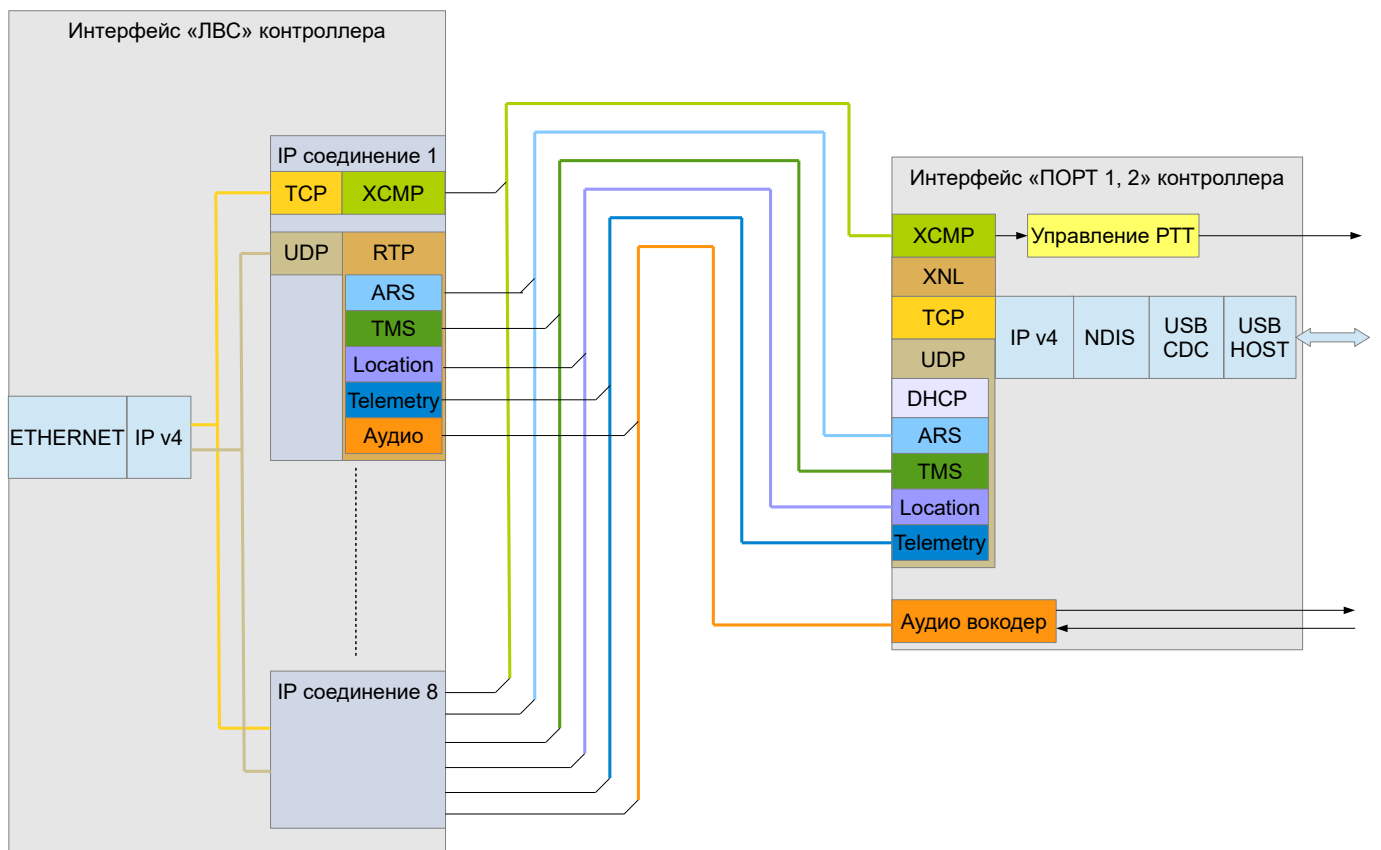 Интерфейс «ЛВС» контроллера
IP соединение 1
TCP
XCMP
UDP
RTP
ARS
TMS
Location
Telemetry
Аудио
ETHERNET
IP v4
IP соединение 8
Интерфейс «ПОРТ 1, 2» контроллера
XCMP
Управление PTT
XNL
TCP
UDP
IP v4
NDIS
USB
CDC
USB
HOST
DHCP
ARS
TMS
Location
Telemetry
Аудио вокодер